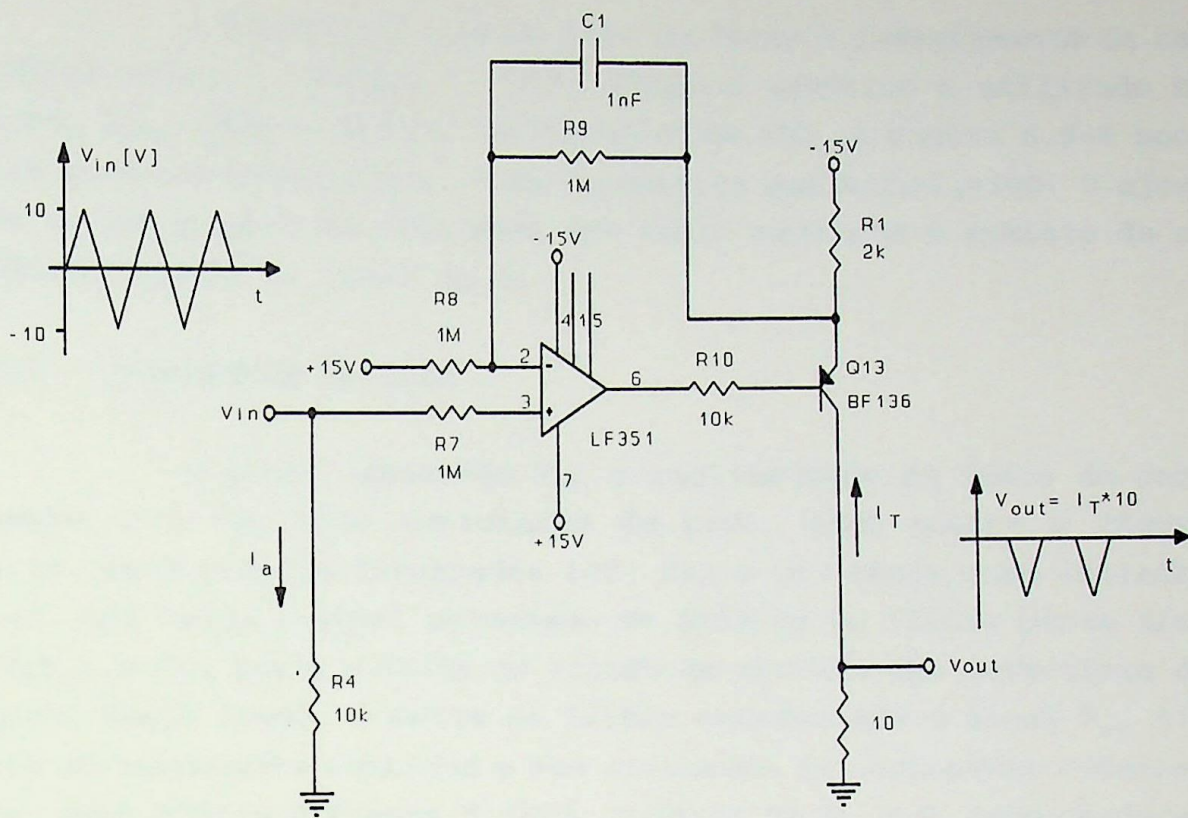 C1
1nF
R9
1M
-15V
R1
2k
V_in [V]
10
-10
t
-15V
4 1 5
R8
1M
+15V
2
-
Vin
3
+
R7
1M
6
LF351
R10
10k
Q13
BF136
7
+15V
I_a
R4
10k
I_T
V_out = I_T*10
t
Vout
10